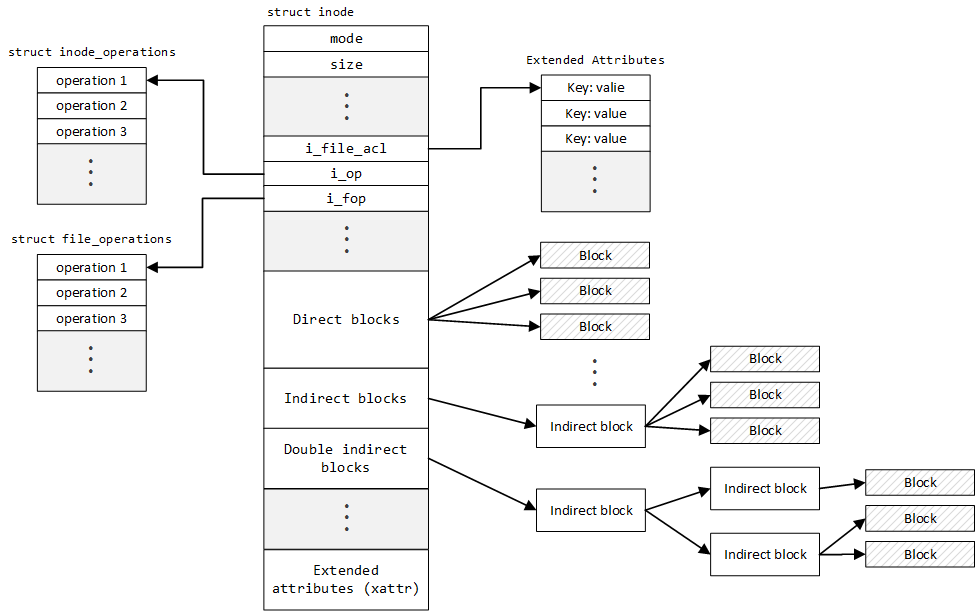 struct inode
mode
size
i_file_acl
i_op
i_fop
Direct blocks
Indirect blocks
Double indirect
blocks
Extended
attributes (xattr)
struct inode_operations
operation 1
operation 2
operation 3
struct file_operations
operation 1
operation 2
operation 3
Extended Attributes
Key: valie
Key: value
Key: value
Block
Block
Block
Indirect block
Block
Block
Block
Indirect block
Indirect block
Indirect block
Block
Block
Block